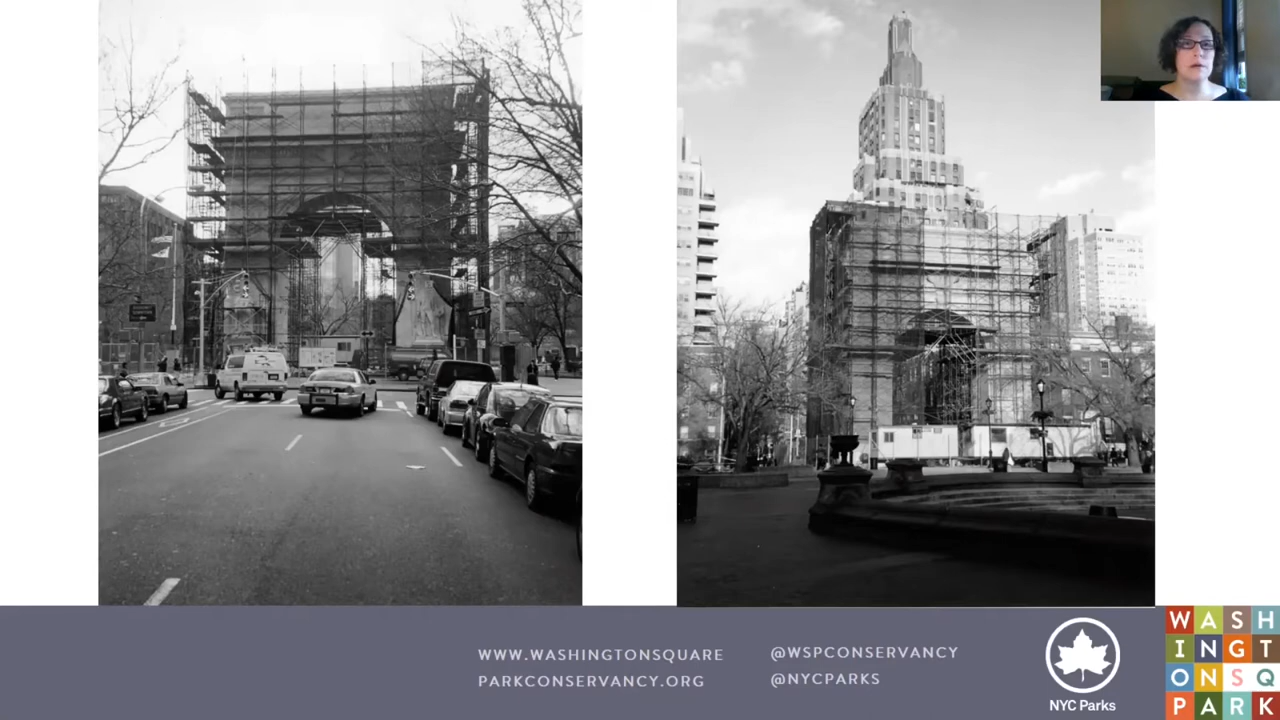 WWW.WASHINGTONSQUARE
PARKCONSERVANCY.ORG
@WSPCONSERVANCY
@NYCPARKS
NYC Parks
WASH
INGT
ONSQ
PARK